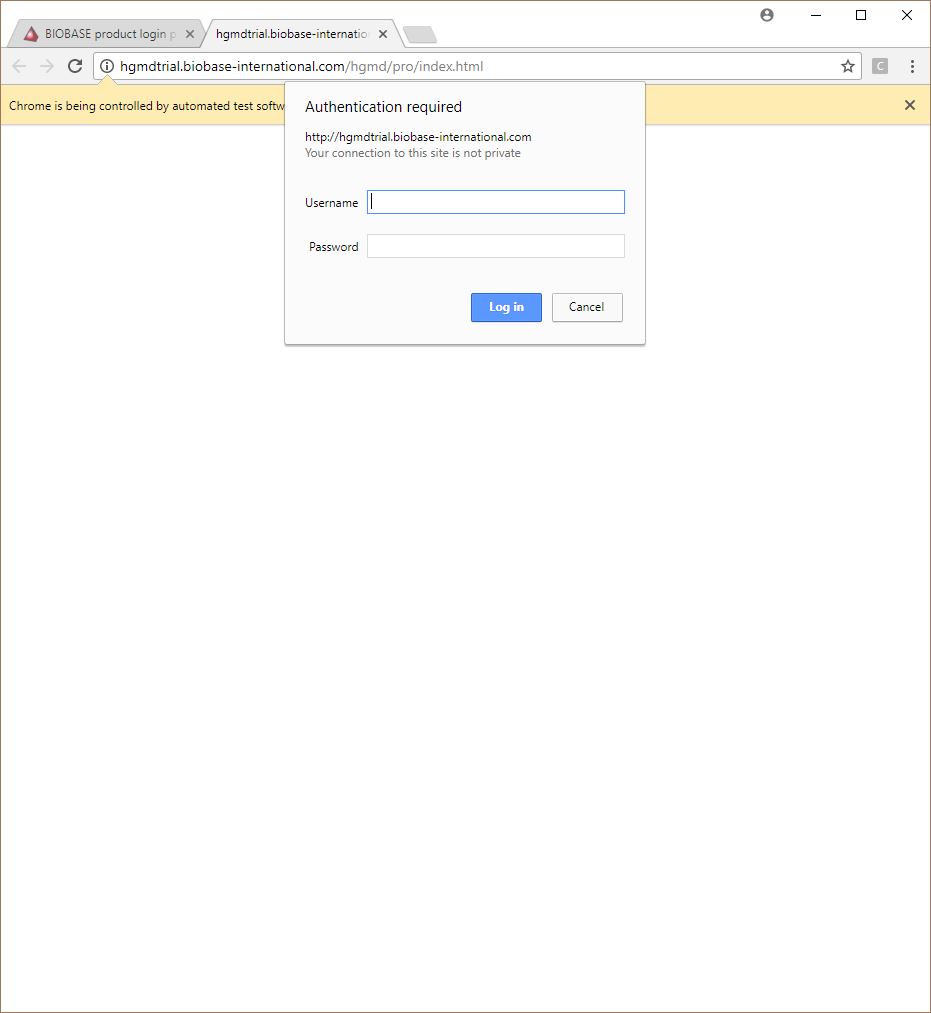 BIOBASE product login p
hgmdtrial.biobase-internatio
hgmdtrial.biobase-international.com/hgmd/pro/index.html
C
Chrome is being controlled by automated test softw
Authentication required
http://hgmdtrial.biobase-international.com
Your connection to this site is not private
Username
Password
Log in
Cancel